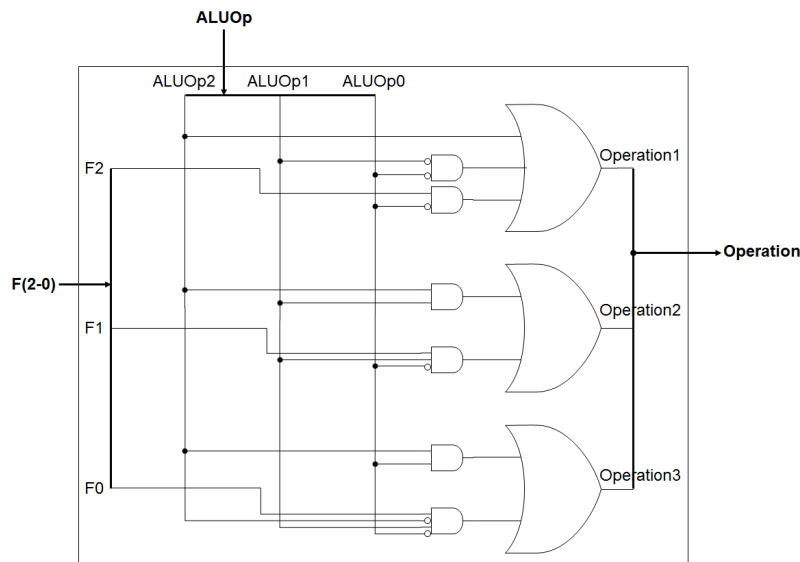 ALUOp
ALUOp2 ALUOp1 ALUOp0
Operation1
F2
Operation
F(2-0)
Operation2
F1
Operation3
F0